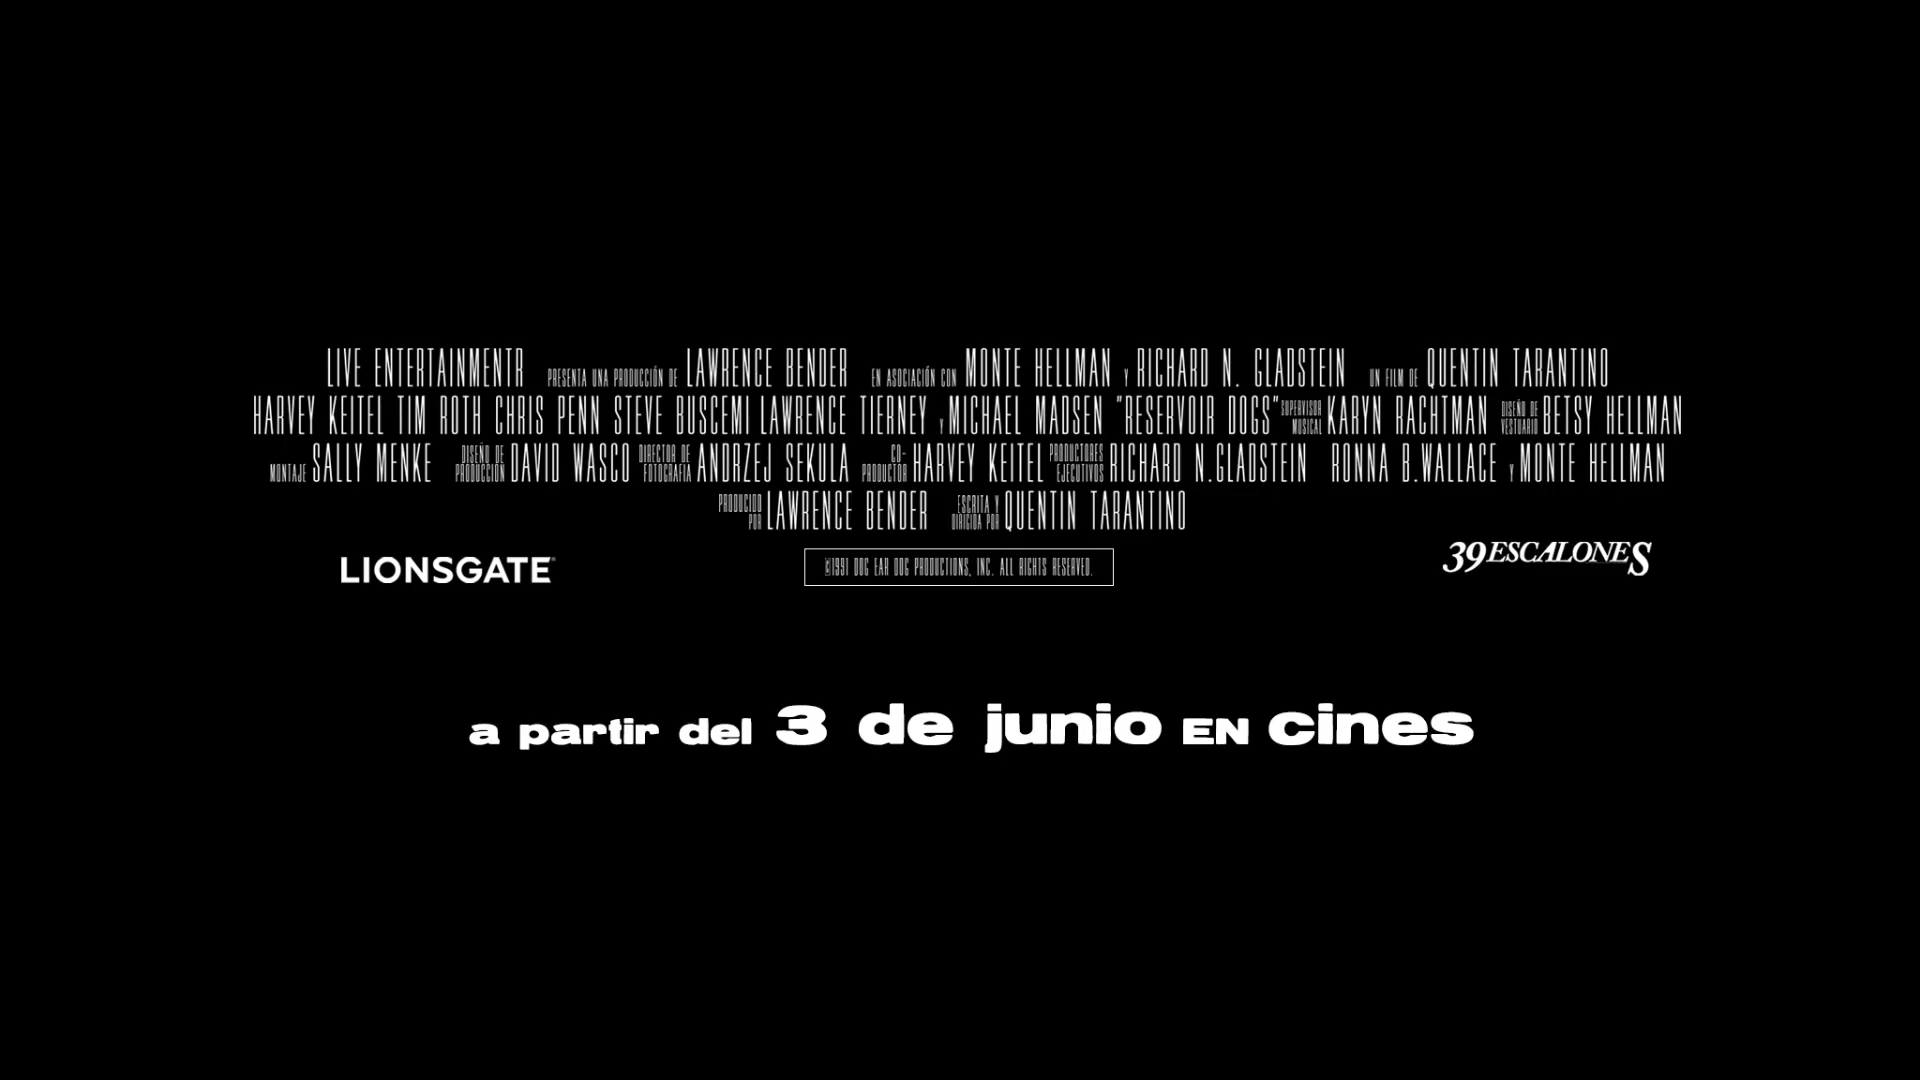 LIVE ENTERTAINMENTR PRESENTA UNA PRODUCCIÓN DE LAWRENCE BENDER EN ASOCIACIÓN CON MONTE HELLMAN Y RICHARD N. GLADSTEIN UN FILM DE QUENTIN TARANTINO
HARVEY KEITEL TIM ROTH CHRIS PENN STEVE BUSCEMI LAWRENCE TIERNEY Y MICHAEL MADSEN "RESERVOIR DOGS" SUPERVISOR MUSICAL KARYN RACHTMAN DISEÑO DE VESTUARIO BETSY HELLMAN
MONTAJE SALLY MENKE DISEÑO DE PRODUCCIÓN DAVID WASCO DIRECTOR DE FOTOGRAFIA ANDRZEJ SEKULA CO-PRODUCTOR HARVEY KEITEL PRODUCTORES EJECUTIVOS RICHARD N.GLADSTEIN RONNA B.WALLACE Y MONTE HELLMAN
PRODUCIDO POR LAWRENCE BENDER ESCRITA Y DIRIGIDA POR QUENTIN TARANTINO
LIONSGATE ©1991 DOG EAR DOG PRODUCTIONS, INC. ALL RIGHTS RESERVED. 39ESCALONES
a partir del 3 de junio EN cines